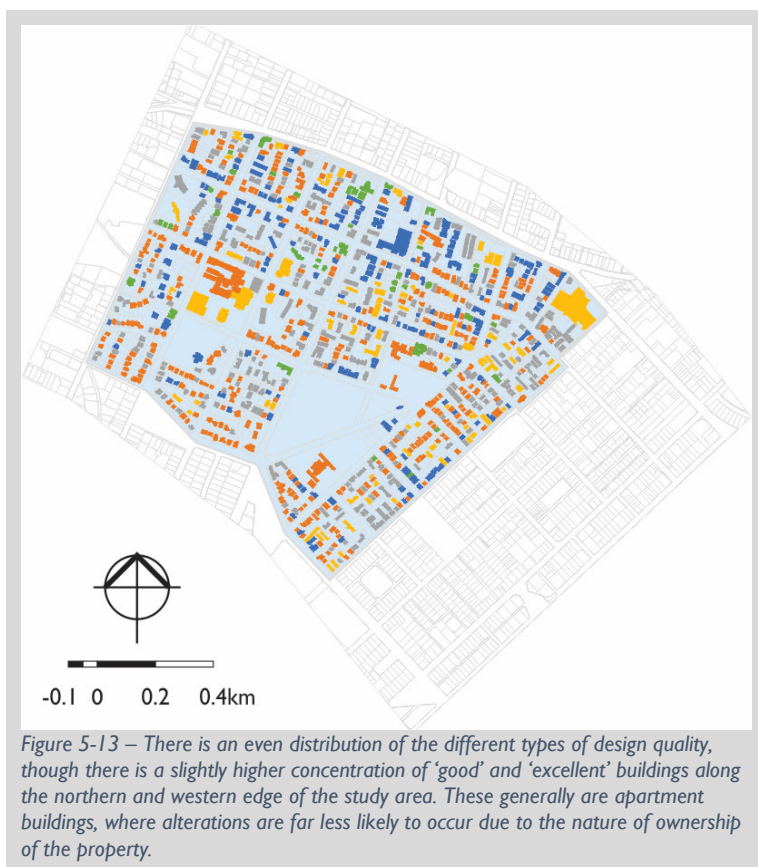 -0.1 0 0.2 0.4km
Figure 5-13 – There is an even distribution of the different types of design quality,
though there is a slightly higher concentration of ‘good’ and ‘excellent’ buildings along
the northern and western edge of the study area. These generally are apartment
buildings, where alterations are far less likely to occur due to the nature of ownership
of the property.